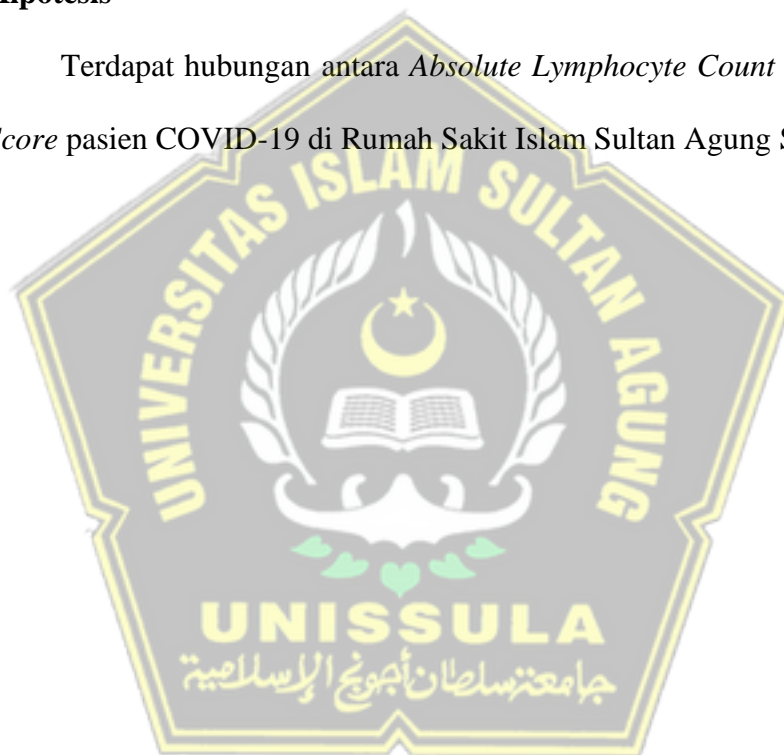 Hipotesis
Terdapat hubungan antara Absolute Lymphocyte Count
Score pasien COVID-19 di Rumah Sakit Islam Sultan Agung S
UNIVERSITAS ISLAM SULTAN AGUNG
UNISSULA
جامعة سلطان أجونج الإسلامية